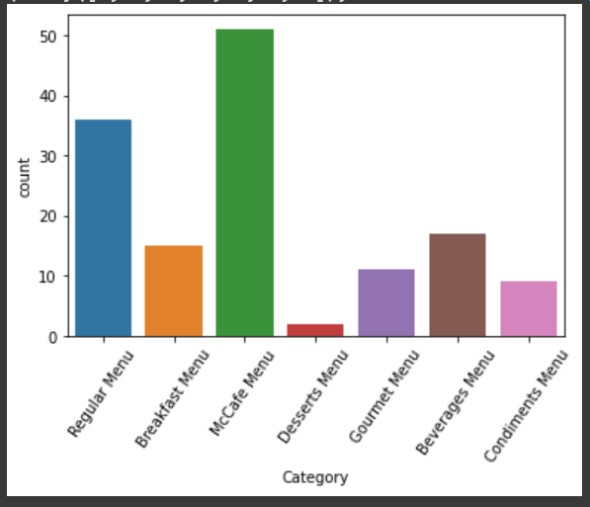 50
40
30
20
10
0
count
Regular Menu
Breakfast Menu
McCafe Menu
Desserts Menu
Gourmet Menu
Beverages Menu
Condiments Menu
Category